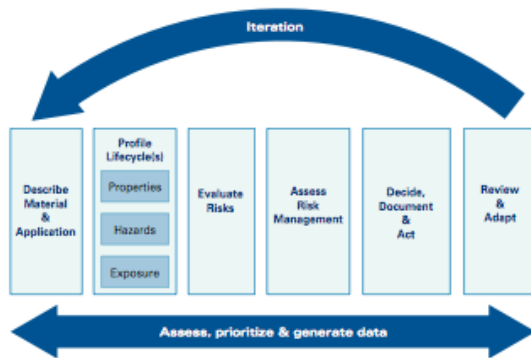 Iteration
Describe
Material
&
Application
Profile
Lifecycle(s)
Properties
Hazards
Exposure
Evaluate
Risks
Assess
Risk
Management
Decide,
Document
&
Act
Review
&
Adapt
Assess, prioritize & generate data